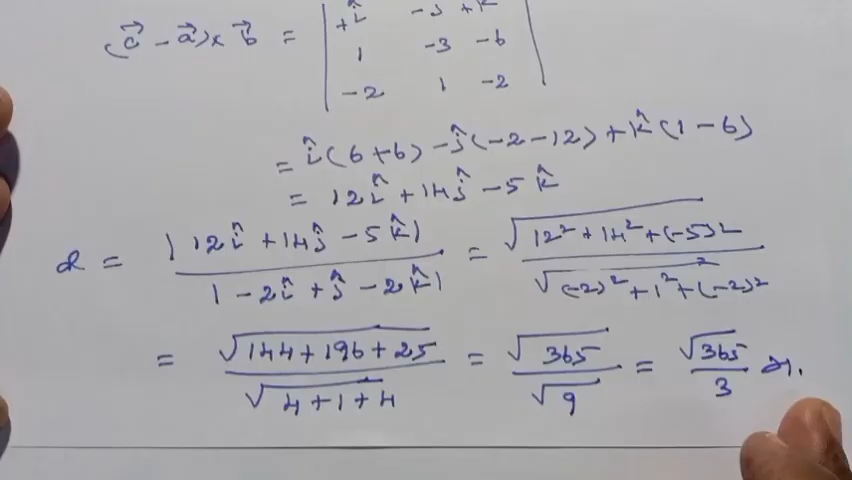 (c⃗ - a⃗) × b⃗ = | +î -ĵ +k̂ |
| 1 -3 -6 |
| -2 1 -2 |
= î(6+6) -ĵ(-2-12) + k̂(1-6)
= 12î + 14ĵ - 5k̂
d = |12î + 14ĵ - 5k̂| / |-2î + ĵ - 2k̂| = √(12² + 14² + (-5)²) / √((-2)² + 1² + (-2)²)
= √(144+196+25) / √(4+1+4) = √365 / √9 = √365 / 3